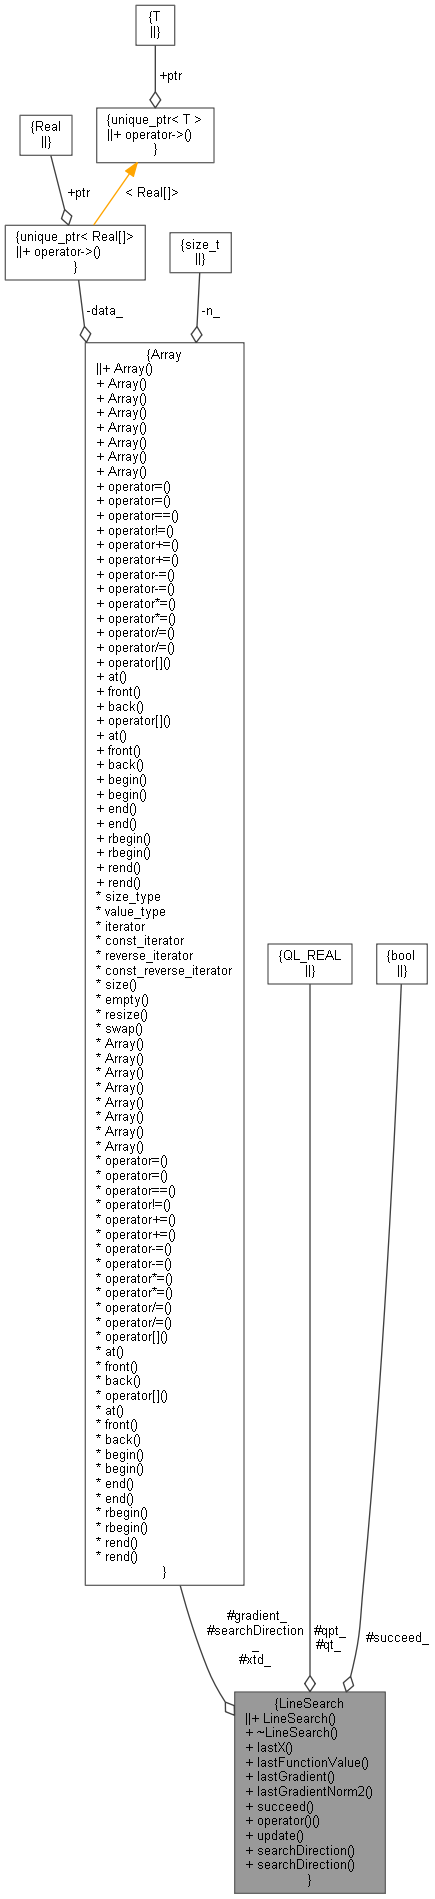 {T
||}
+ptr
{unique_ptr< T >
||+ operator->()
}
{Real
||}
+ptr
< Real[]>
{unique_ptr< Real[]>
||+ operator->()
}
{size_t
||}
-data_
-n_
{Array
||+ Array()
+ Array()
+ Array()
+ Array()
+ Array()
+ Array()
+ Array()
+ Array()
+ operator=()
+ operator=()
+ operator==()
+ operator!=()
+ operator+=()
+ operator+=()
+ operator-=()
+ operator-=()
+ operator*=()
+ operator*=()
+ operator/=()
+ operator/=()
+ operator[]()
+ at()
+ front()
+ back()
+ operator[]()
+ at()
+ front()
+ back()
+ begin()
+ begin()
+ end()
+ end()
+ rbegin()
+ rbegin()
+ rend()
+ rend()
* size_type
* value_type
* iterator
* const_iterator
* reverse_iterator
* const_reverse_iterator
* size()
* empty()
* resize()
* swap()
* Array()
* Array()
* Array()
* Array()
* Array()
* Array()
* Array()
* Array()
* operator=()
* operator=()
* operator==()
* operator!=()
* operator+=()
* operator+=()
* operator-=()
* operator-=()
* operator*=()
* operator*=()
* operator/=()
* operator/=()
* operator[]()
* at()
* front()
* back()
* operator[]()
* at()
* front()
* back()
* begin()
* begin()
* end()
* end()
* rbegin()
* rbegin()
* rend()
* rend()
}
{QL_REAL
||}
{bool
||}
#gradient_
#searchDirection
_
#xtd_
#qpt_
#qt_
#succeed_
{LineSearch
||+ LineSearch()
+ ~LineSearch()
+ lastX()
+ lastFunctionValue()
+ lastGradient()
+ lastGradientNorm2()
+ succeed()
+ operator()()
+ update()
+ searchDirection()
+ searchDirection()
}